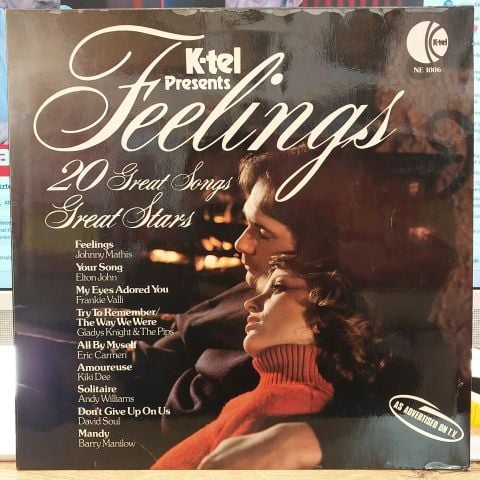 K-tel
Presents
Feelings
K-tel
NE 1006
20 Great Songs
Great Stars
Feelings
Johnny Mathis
Your Song
Elton John
My Eyes Adored You
Frankie Valli
Try To Remember/
The Way We Were
Gladys Knight & The Pips
All By Myself
Eric Carmen
Amoureuse
Kiki Dee
Solitaire
Andy Williams
Don't Give Up On Us
David Soul
Mandy
Barry Manilow
AS ADVERTISED ON T.V.